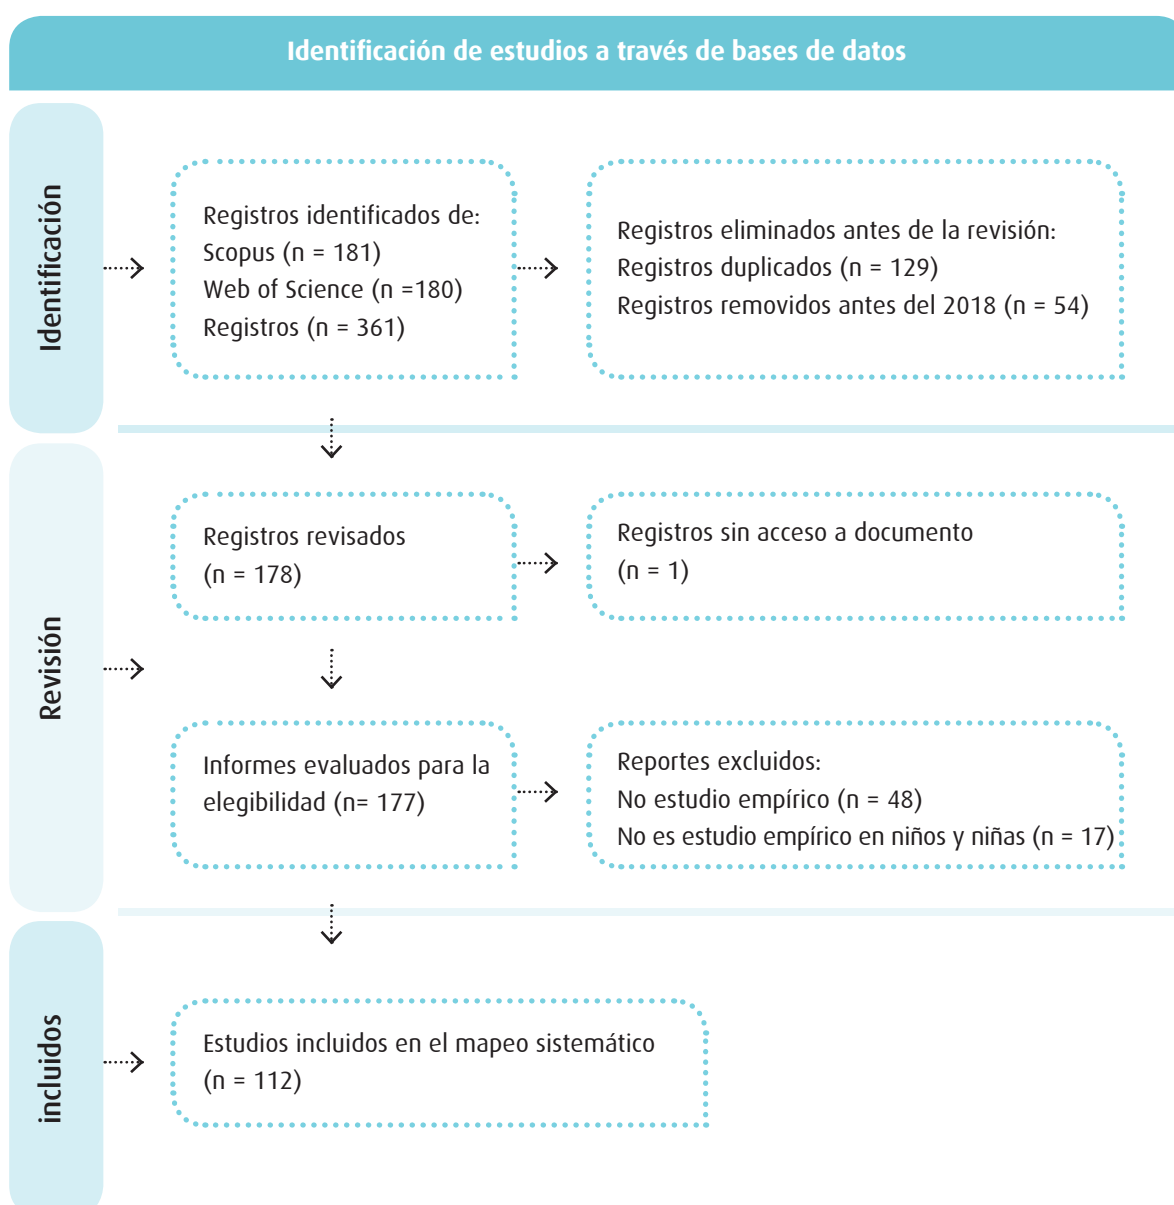 Identificación de estudios a través de bases de datos
Identificación
Registros identificados de:
Scopus (n = 181)
Web of Science (n =180)
Registros (n = 361)
Registros eliminados antes de la revisión:
Registros duplicados (n = 129)
Registros removidos antes del 2018 (n = 54)
Revisión
Registros revisados
(n = 178)
Registros sin acceso a documento
(n = 1)
Informes evaluados para la
elegibilidad (n= 177)
Reportes excluidos:
No estudio empírico (n = 48)
No es estudio empírico en niños y niñas (n = 17)
incluidos
Estudios incluidos en el mapeo sistemático
(n = 112)